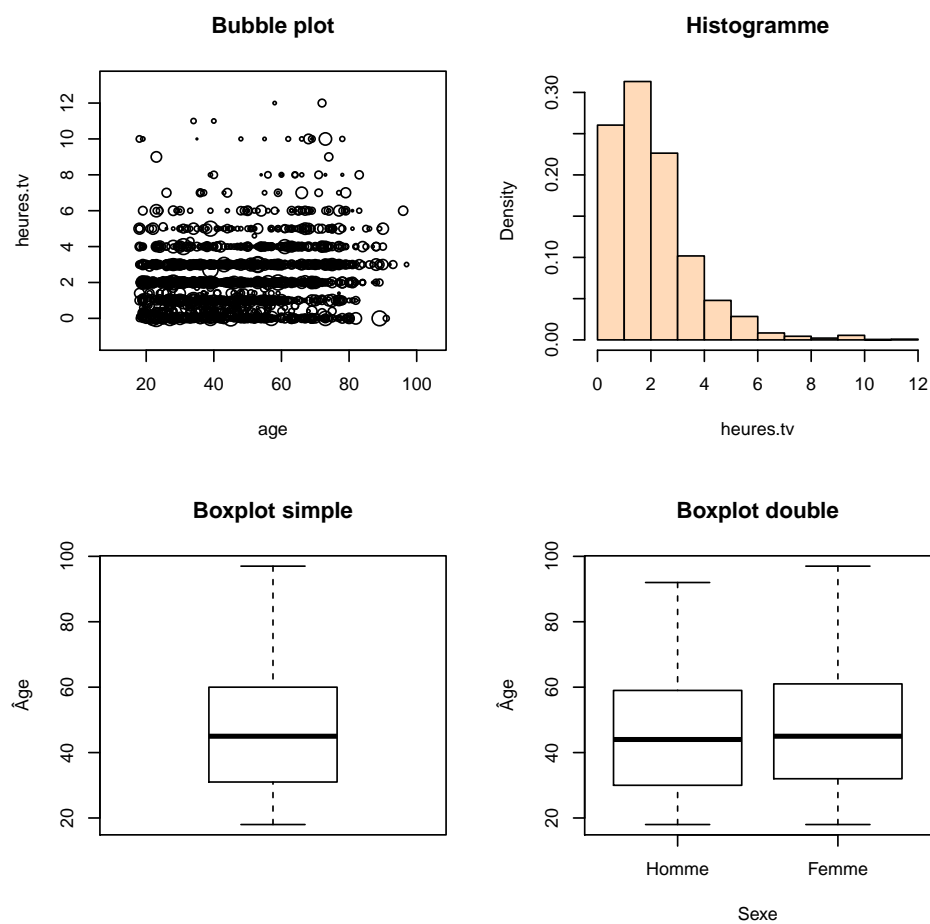 Bubble plot
heures.tv
12
10
8
6
4
2
0
20 40 60 80 100
age
Histogramme
Density
0.30
0.20
0.10
0.00
0 2 4 6 8 10 12
heures.tv
Boxplot simple
Âge
100
80
60
40
20
Boxplot double
Âge
100
80
60
40
20
Homme Femme
Sexe